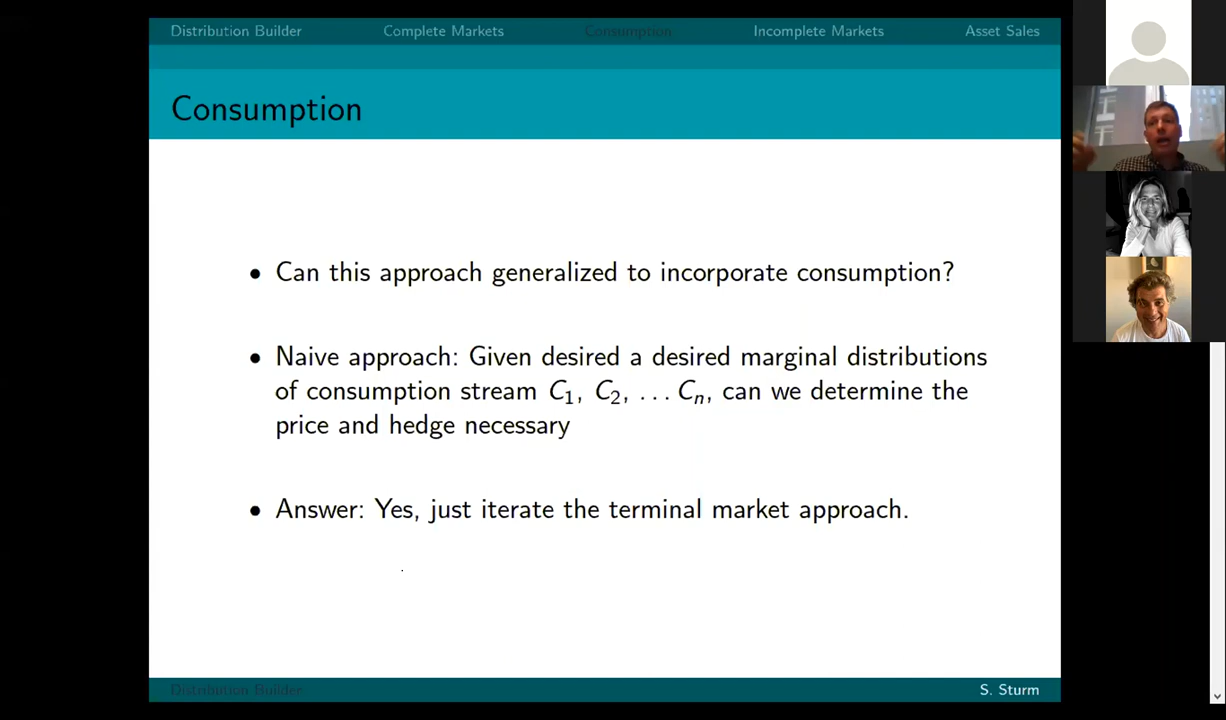 Distribution Builder Complete Markets Consumption Incomplete Markets Asset Sales
Consumption
• Can this approach generalized to incorporate consumption?
• Naive approach: Given desired a desired marginal distributions
of consumption stream C₁, C₂, … Cₙ, can we determine the
price and hedge necessary
• Answer: Yes, just iterate the terminal market approach.
Distribution Builder S. Sturm